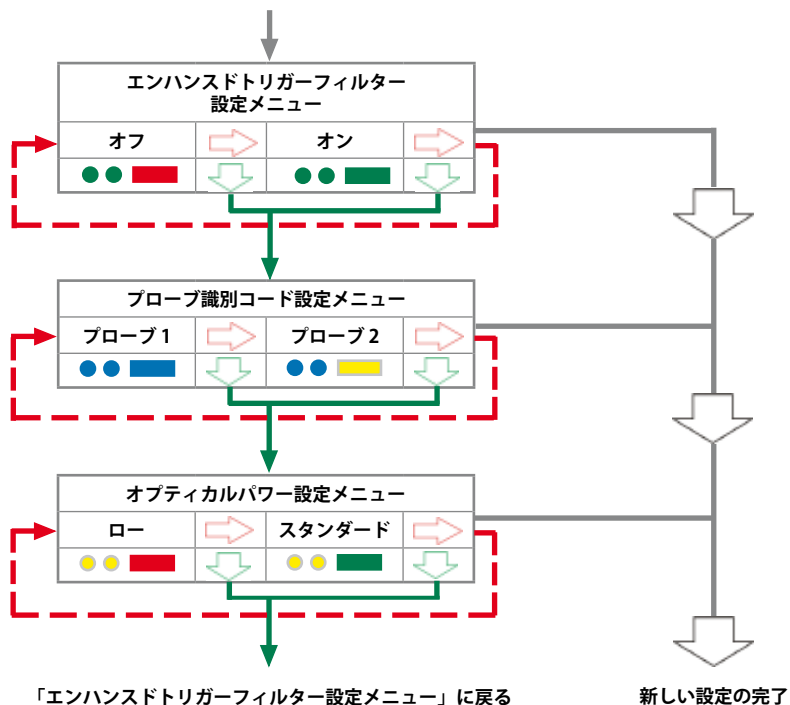 エンハンスドトリガーフィルター
設定メニュー
オフ
オン
プローブ識別コード設定メニュー
プローブ 1
プローブ 2
オプティカルパワー設定メニュー
ロー
スタンダード
「エンハンスドトリガーフィルター設定メニュー」に戻る
新しい設定の完了